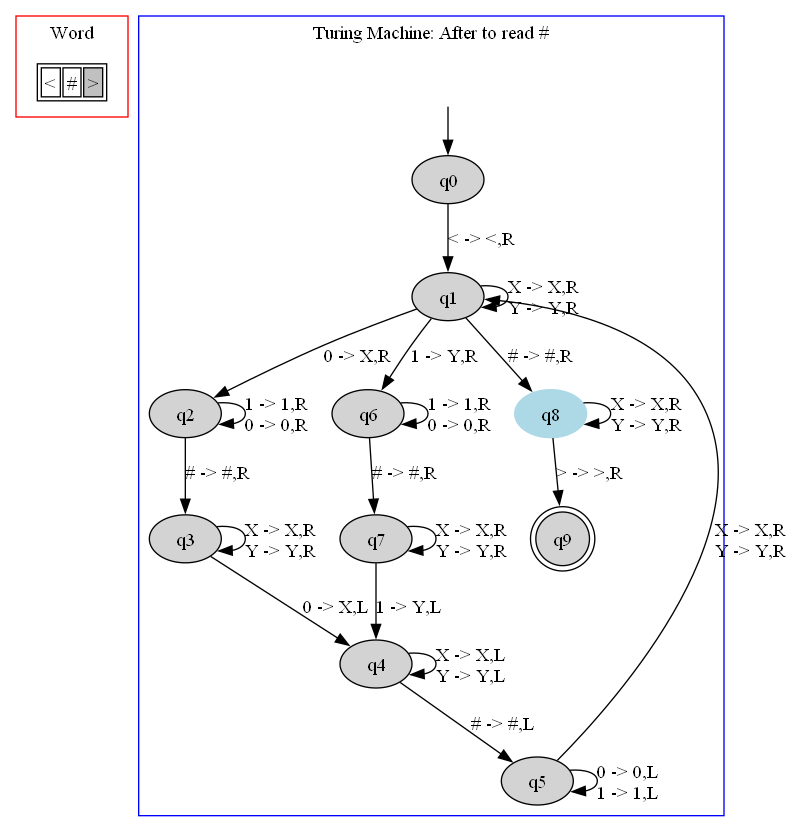 Word
Turing Machine: After to read #
< # >
q0
< -> <,R
q1
X -> X,R
Y -> Y,R
0 -> X,R
1 -> Y,R
# -> #,R
q2
1 -> 1,R
0 -> 0,R
q6
1 -> 1,R
0 -> 0,R
q8
X -> X,R
Y -> Y,R
# -> #,R
# -> #,R
> -> >,R
q3
X -> X,R
Y -> Y,R
q7
X -> X,R
Y -> Y,R
q9
X -> X,R
Y -> Y,R
0 -> X,L
1 -> Y,L
q4
X -> X,L
Y -> Y,L
# -> #,L
q5
0 -> 0,L
1 -> 1,L